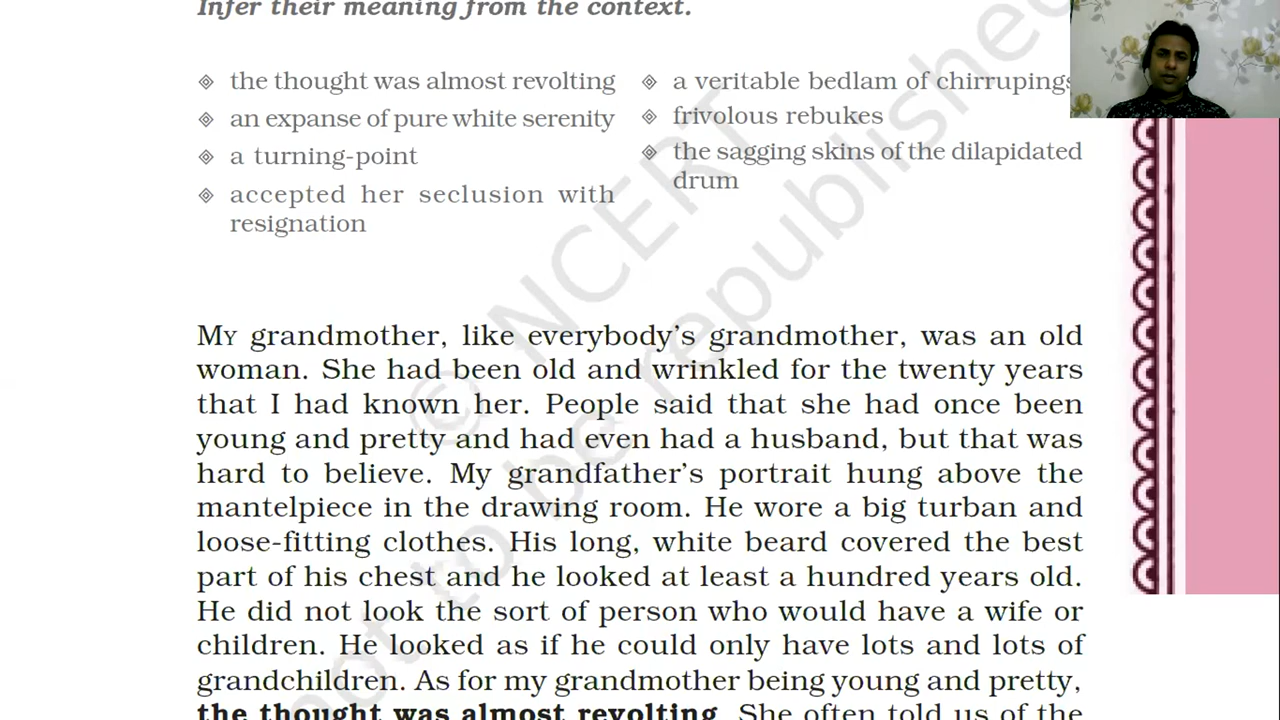 Infer their meaning from the context.
the thought was almost revolting
an expanse of pure white serenity
a turning-point
accepted her seclusion with
resignation
a veritable bedlam of chirrupings
frivolous rebukes
the sagging skins of the dilapidated
drum
© NCERT
not to be republished
MY grandmother, like everybody's grandmother, was an old
woman. She had been old and wrinkled for the twenty years
that I had known her. People said that she had once been
young and pretty and had even had a husband, but that was
hard to believe. My grandfather's portrait hung above the
mantelpiece in the drawing room. He wore a big turban and
loose-fitting clothes. His long, white beard covered the best
part of his chest and he looked at least a hundred years old.
He did not look the sort of person who would have a wife or
children. He looked as if he could only have lots and lots of
grandchildren. As for my grandmother being young and pretty,
the thought was almost revolting. She often told us of the